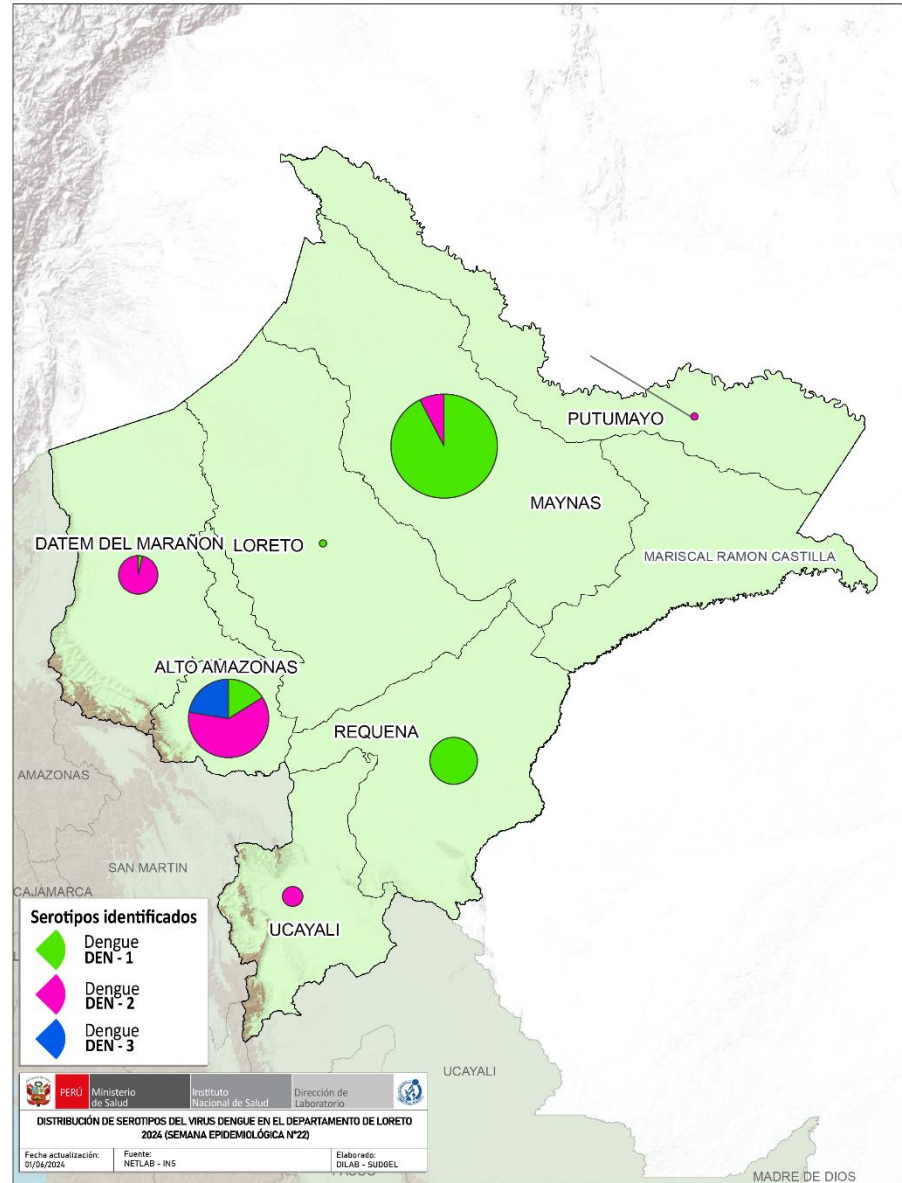 PUTUMAYO
MAYNAS
DATEM DEL MARAÑON
LORETO
MARISCAL RAMON CASTILLA
ALTO AMAZONAS
REQUENA
AMAZONAS
SAN MARTIN
CAJAMARCA
UCAYALI
Serotipos identificados
Dengue
DEN - 1
Dengue
DEN - 2
Dengue
DEN - 3
UCAYALI
PERÚ
Ministerio
de Salud
Instituto
Nacional de Salud
Dirección de
Laboratorio
DISTRIBUCIÓN DE SEROTIPOS DEL VIRUS DENGUE EN EL DEPARTAMENTO DE LORETO
2024 (SEMANA EPIDEMIOLÓGICA N°22)
Fecha actualización:
01/06/2024
Fuente:
NETLAB - INS
Elaborado:
DILAB - SUDGEL
MADRE DE DIOS